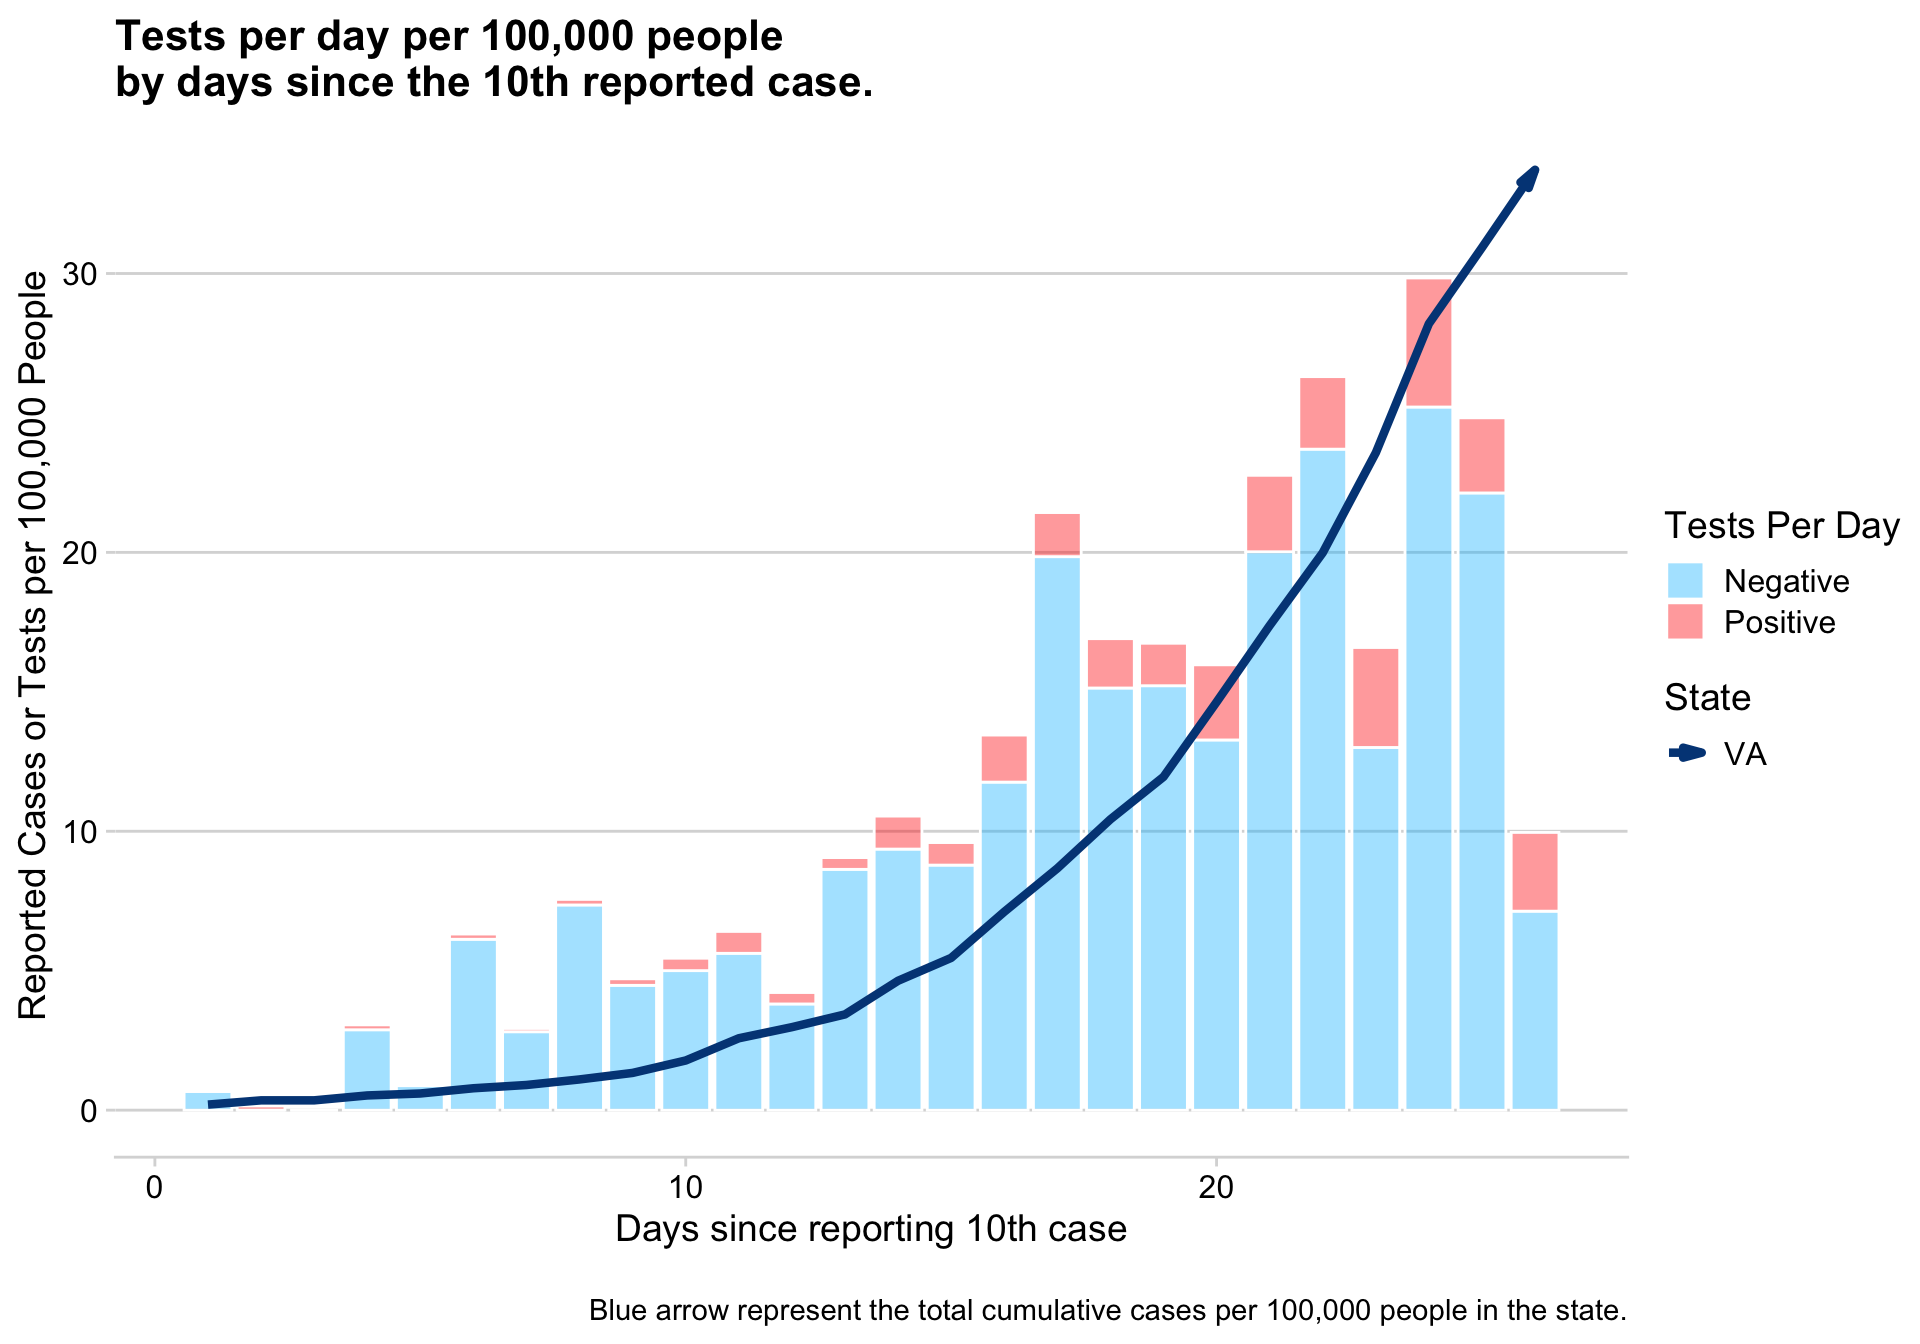 Tests per day per 100,000 people
by days since the 10th reported case.
Reported Cases or Tests per 100,000 People
30
20
10
0
0
10
20
Days since reporting 10th case
Tests Per Day
Negative
Positive
State
VA
Blue arrow represent the total cumulative cases per 100,000 people in the state.